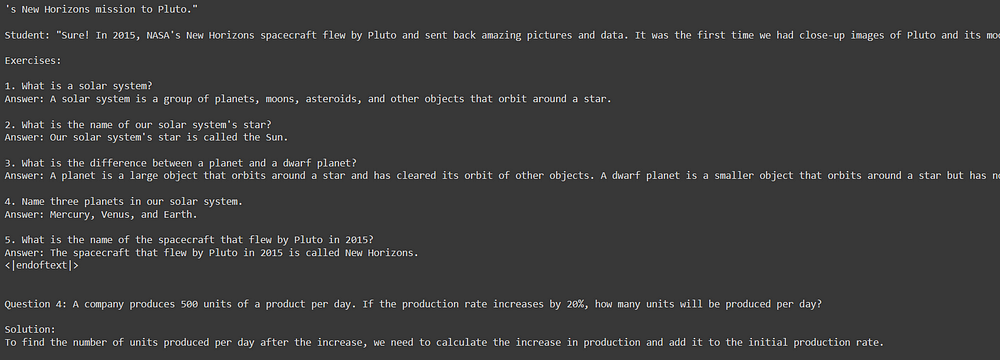 's New Horizons mission to Pluto."
Student: "Sure! In 2015, NASA's New Horizons spacecraft flew by Pluto and sent back amazing pictures and data. It was the first time we had close-up images of Pluto and its
Exercises:
1. What is a solar system?
Answer: A solar system is a group of planets, moons, asteroids, and other objects that orbit around a star.
2. What is the name of our solar system's star?
Answer: Our solar system's star is called the Sun.
3. What is the difference between a planet and a dwarf planet?
Answer: A planet is a large object that orbits around a star and has cleared its orbit of other objects. A dwarf planet is a smaller object that orbits around a star but has
4. Name three planets in our solar system.
Answer: Mercury, Venus, and Earth.
5. What is the name of the spacecraft that flew by Pluto in 2015?
Answer: The spacecraft that flew by Pluto in 2015 is called New Horizons.
<|endoftext|>
Question 4: A company produces 500 units of a product per day. If the production rate increases by 20%, how many units will be produced per day?
Solution:
To find the number of units produced per day after the increase, we need to calculate the increase in production and add it to the initial production rate.